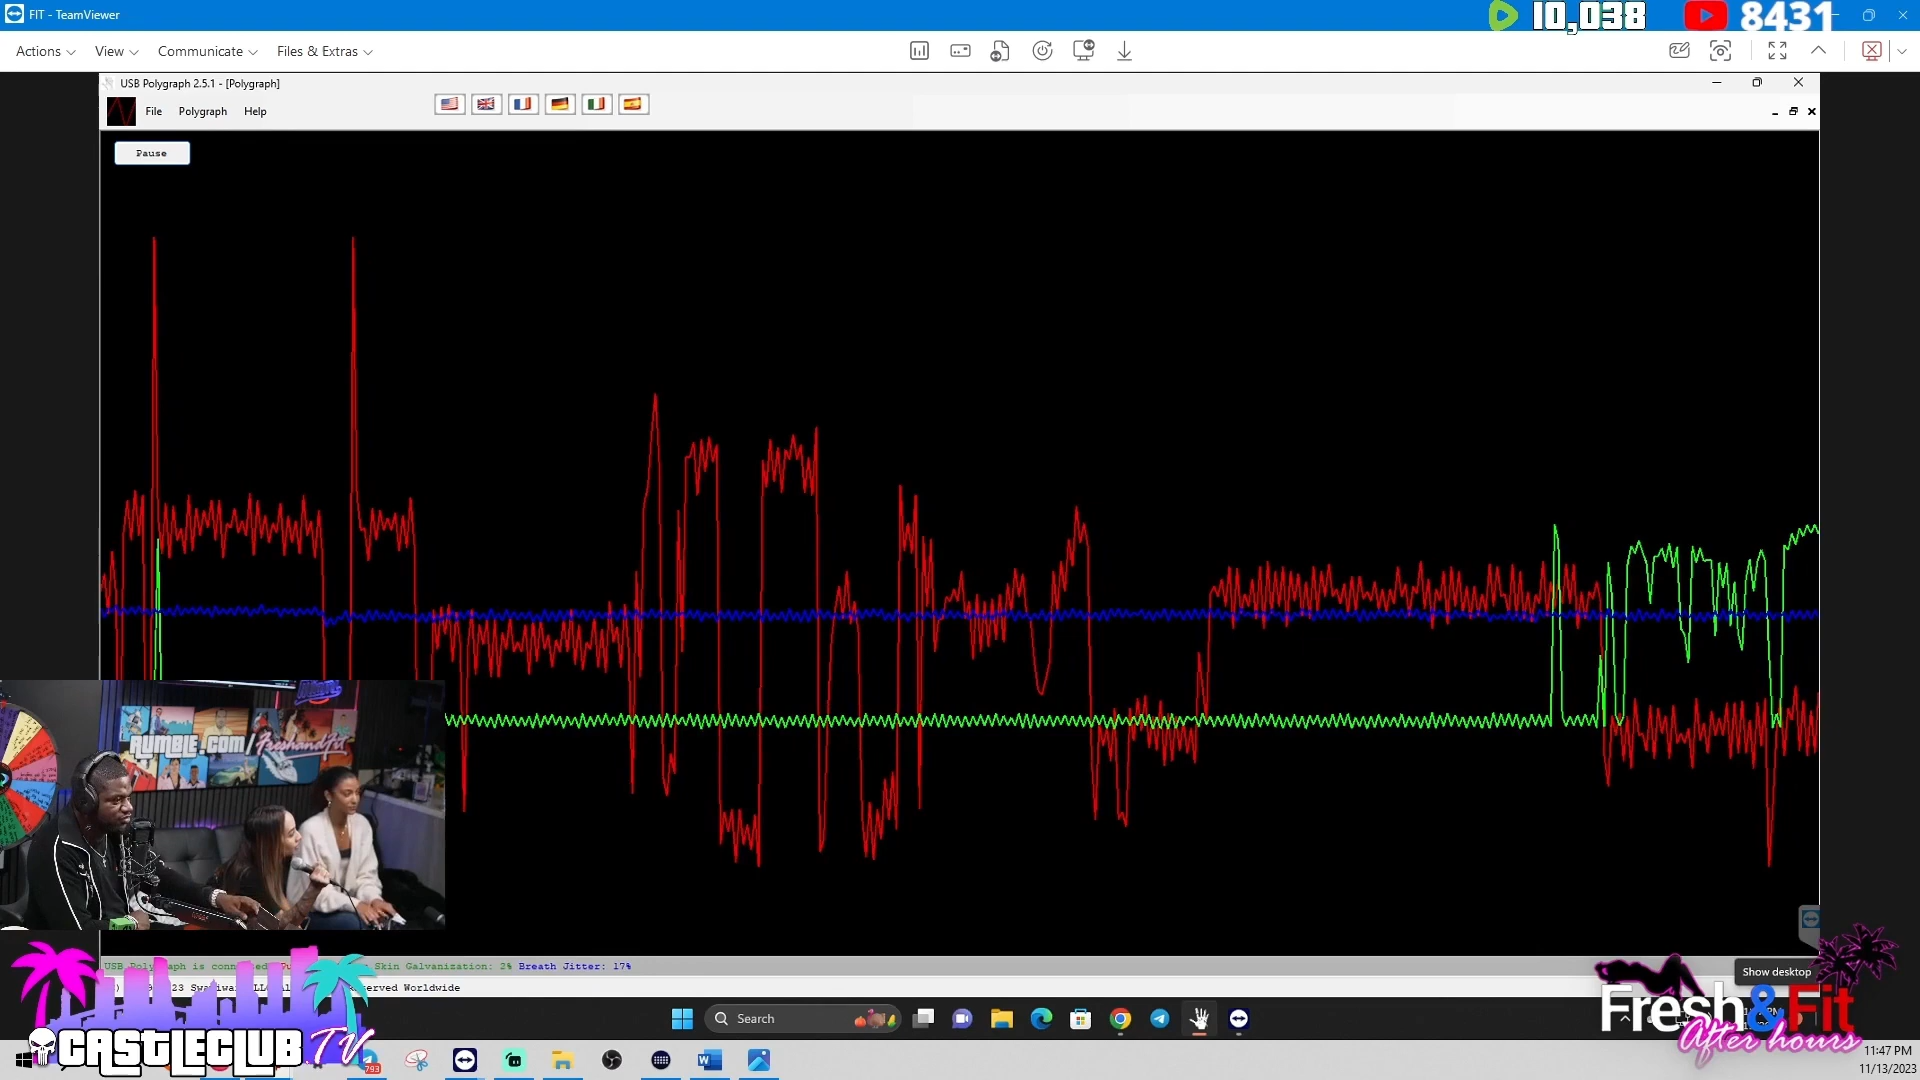 FIT - TeamViewer
10,038
8431
Actions
View
Communicate
Files & Extras
USB Polygraph 2.5.1 - [Polygraph]
File
Polygraph
Help
Pause
RUMBLE.com/FreshandFit
Skin Galvanization: 2% Breath Jitter: 17%
Reserved Worldwide
Show desktop
Search
Fresh&Fit
After hours
CASTLECLUB TV
793
11:47 PM
11/13/2023